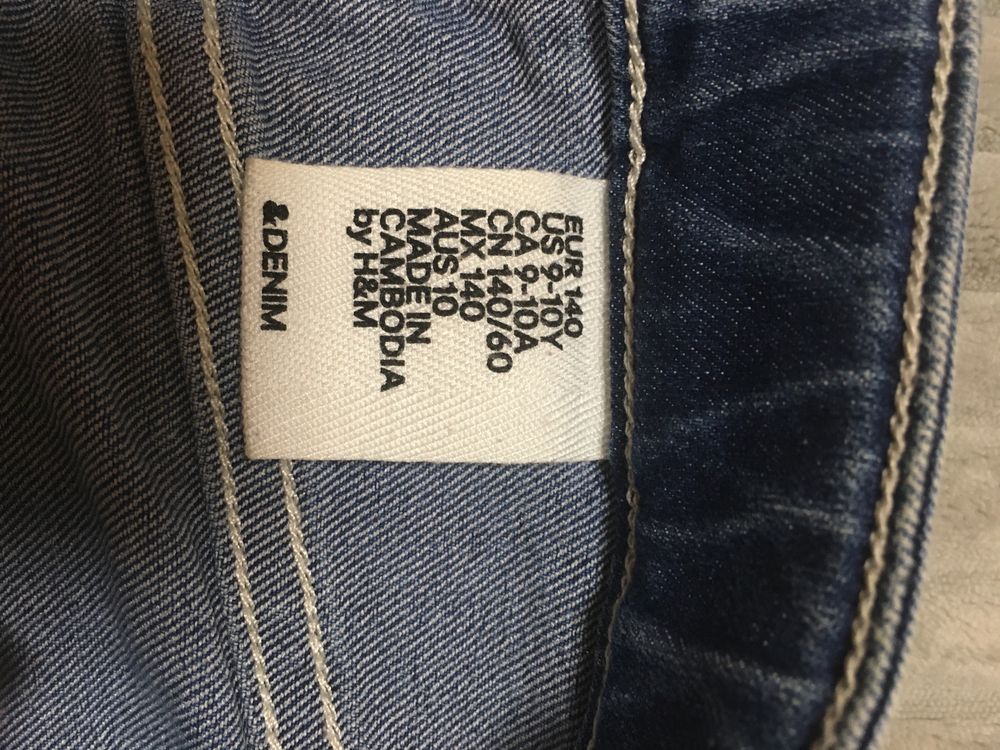 EUR 140
US 9-10Y
CA 9-10A
CN 140/60
MX 140
AUS 10
MADE IN
CAMBODIA
by H&M
&DENIM